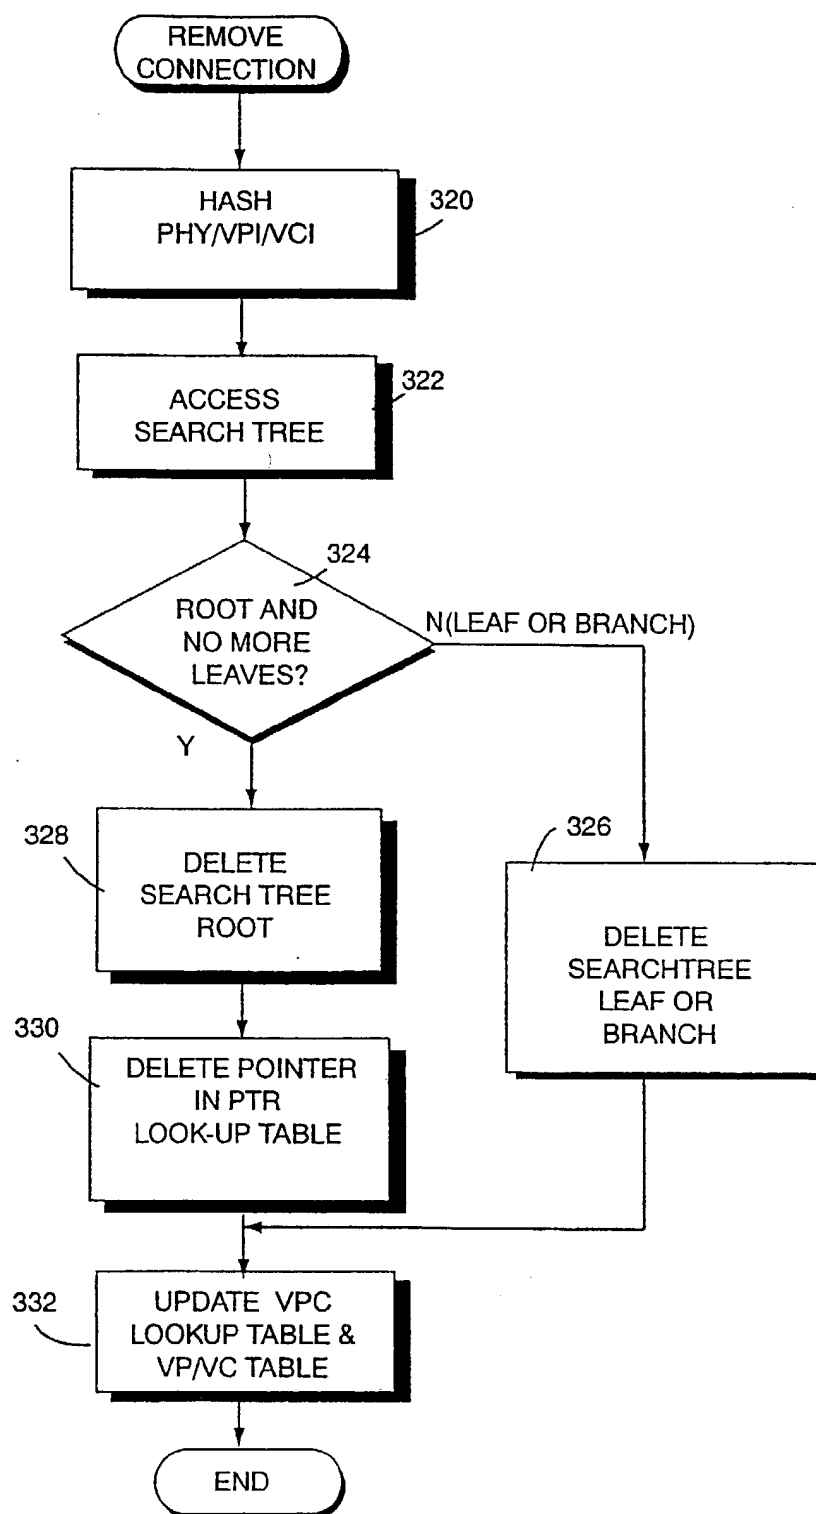 REMOVE
CONNECTION
HASH
PHY/VPI/VCI
320
ACCESS
SEARCH TREE
322
324
ROOT AND
NO MORE
LEAVES?
N(LEAF OR BRANCH)
Y
328
DELETE
SEARCH TREE
ROOT
326
DELETE
SEARCHTREE
LEAF OR
BRANCH
330
DELETE POINTER
IN PTR
LOOK-UP TABLE
332
UPDATE VPC
LOOKUP TABLE &
VP/VC TABLE
END